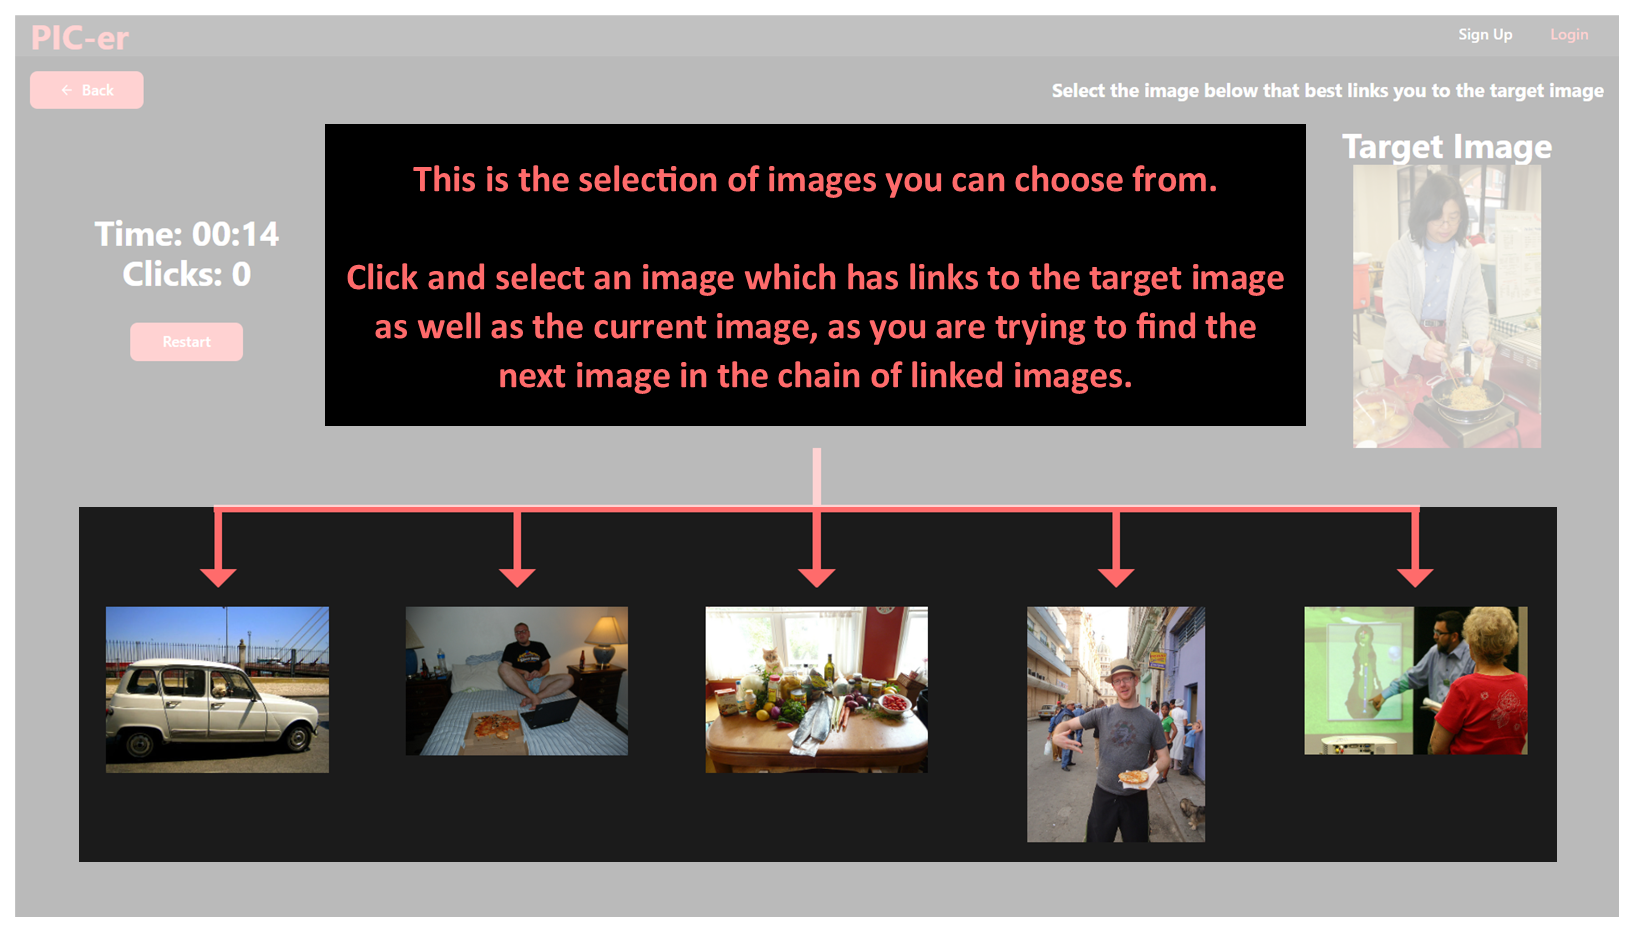 PIC-er
Sign Up
Login
← Back
Select the image below that best links you to the target image
This is the selection of images you can choose from.
Click and select an image which has links to the target image
as well as the current image, as you are trying to find the
next image in the chain of linked images.
Target Image
Time: 00:14
Clicks: 0
Restart